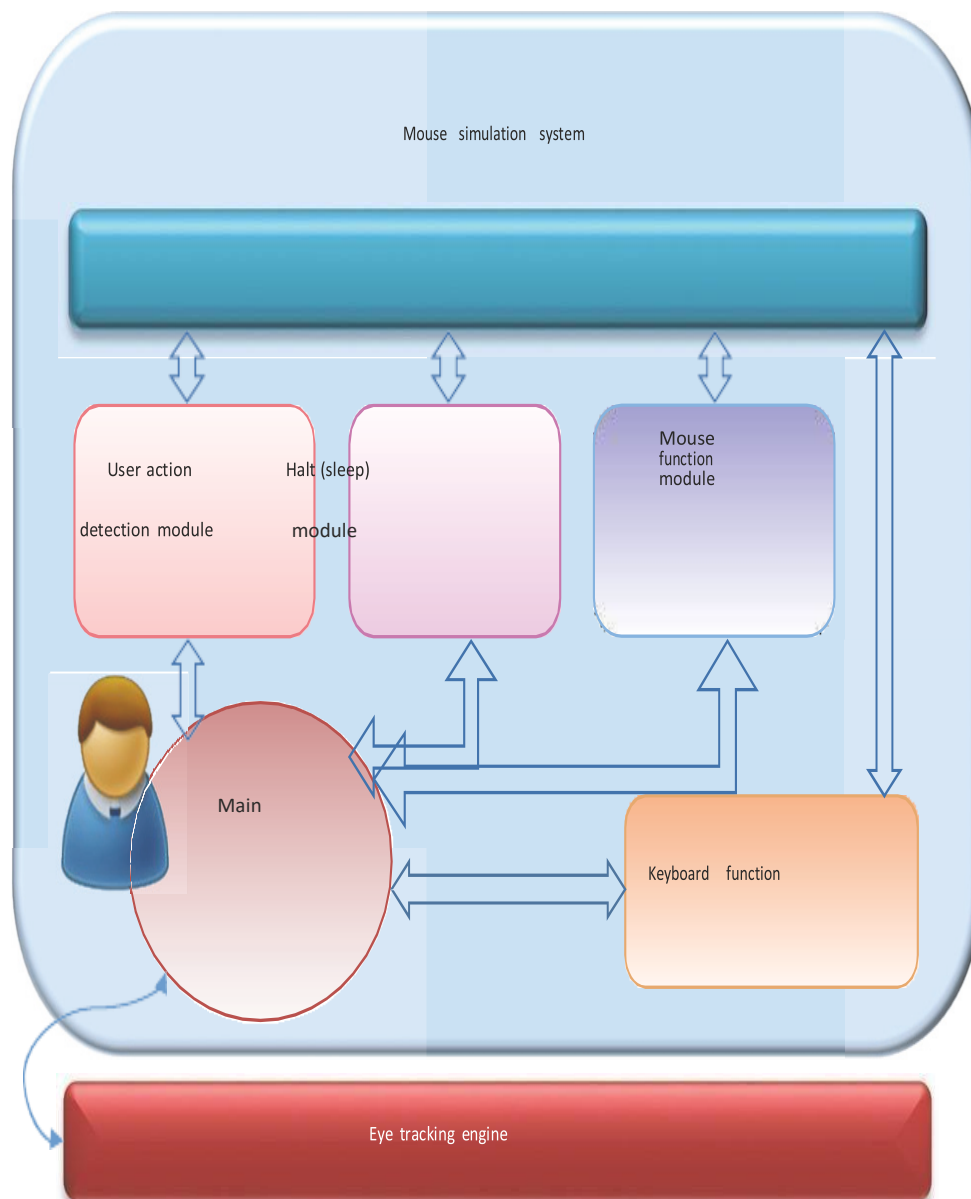 Mouse simulation system
User action
detection module
Halt (sleep)
module
Mouse
function
module
Main
Keyboard function
Eye tracking engine